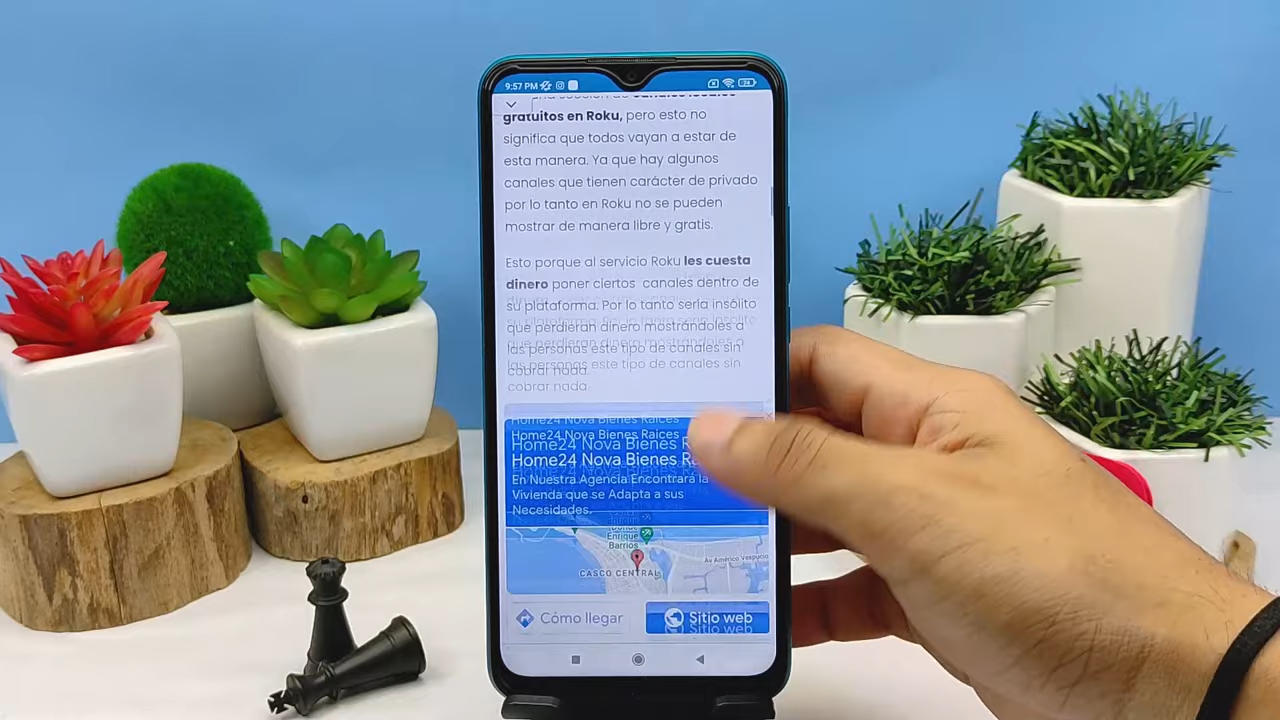 9:57 PM
24
gratuitos en Roku, pero esto no
significa que todos vayan a estar de
esta manera. Ya que hay algunos
canales que tienen carácter de privado
por lo tanto en Roku no se pueden
mostrar de manera libre y gratis.
Esto porque al servicio Roku les cuesta
dinero poner ciertos canales dentro de
su plataforma. Por lo tanto sería insólito
que perdieran dinero mostrándoles a
las personas este tipo de canales sin
cobrar nada.
Home24 Nova Bienes Raíces
Home24 Nova Bienes
En Nuestra Agencia Encontrará la
Vivienda que se Adapta a sus
Necesidades.
Enrique
Barrios
Av Américo Vespucio
CASCO CENTRAL
Cómo llegar
Sitio web